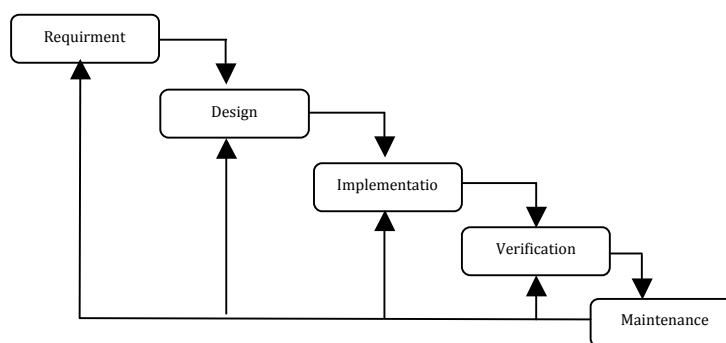 Requirment
Design
Implementatio
Verification
Maintenance